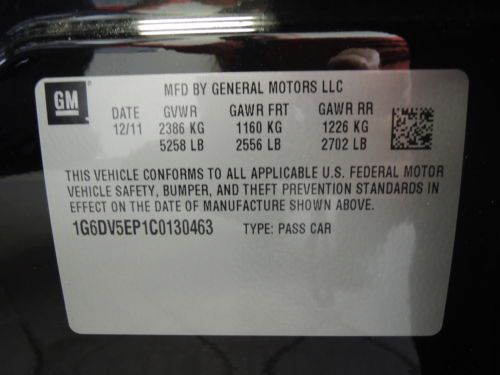 GM
MFD BY GENERAL MOTORS LLC
DATE GVWR GAWR FRT GAWR RR
12/11 2386 KG 1160 KG 1226 KG
5258 LB 2556 LB 2702 LB
THIS VEHICLE CONFORMS TO ALL APPLICABLE U.S. FEDERAL MOTOR
VEHICLE SAFETY, BUMPER, AND THEFT PREVENTION STANDARDS
IN EFFECT ON THE DATE OF MANUFACTURE SHOWN ABOVE.
1G6DV5EP1C0130463 TYPE: PASS CAR